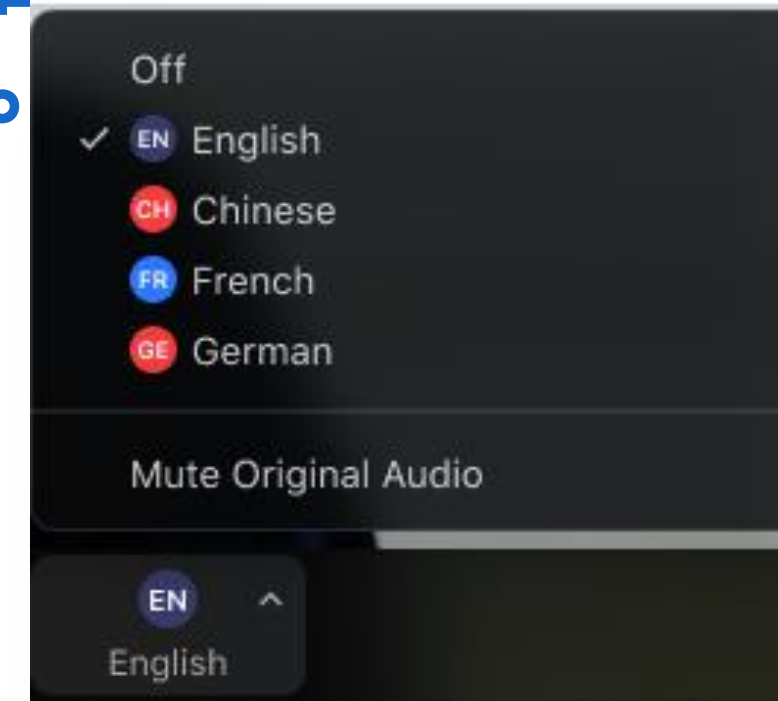 Off
EN English
CH Chinese
FR French
GE German
Mute Original Audio
EN
English